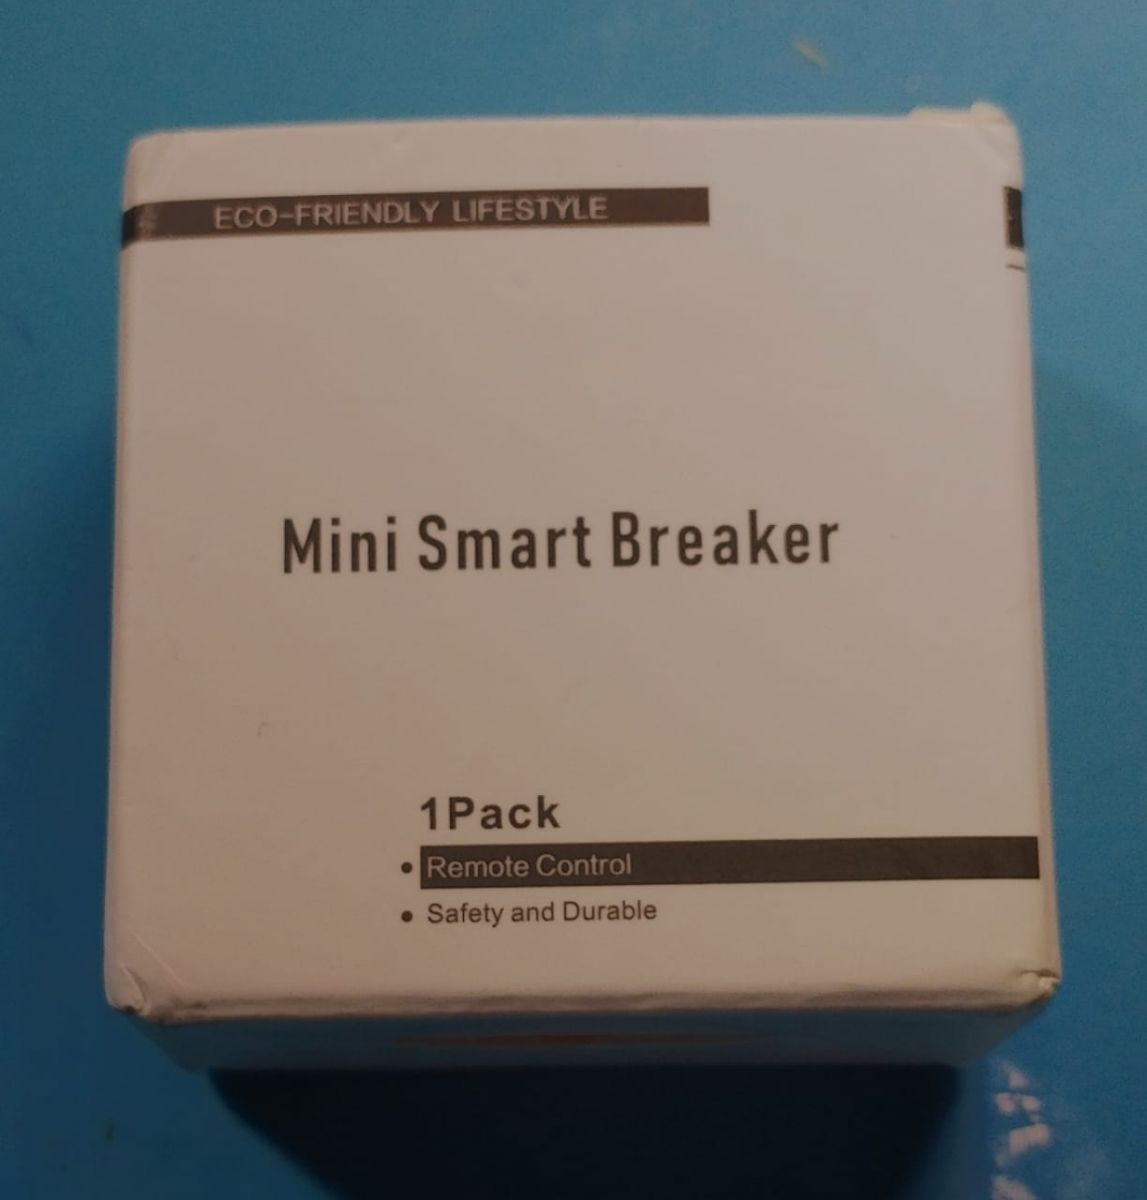 ECO-FRIENDLY LIFESTYLE
Mini Smart Breaker
1Pack
• Remote Control
• Safety and Durable